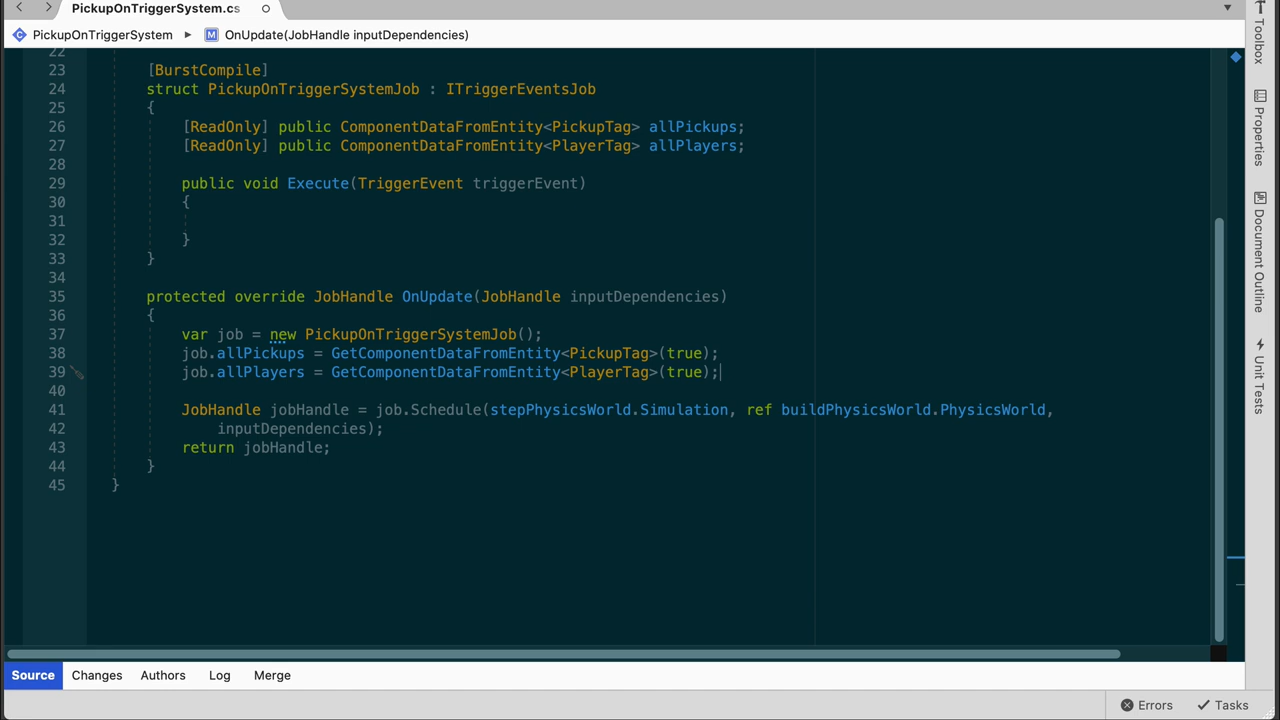 PickupOnTriggerSystem.cs
PickupOnTriggerSystem ▸ M OnUpdate(JobHandle inputDependencies)
22
23 [BurstCompile]
24 struct PickupOnTriggerSystemJob : ITriggerEventsJob
25 {
26 [ReadOnly] public ComponentDataFromEntity<PickupTag> allPickups;
27 [ReadOnly] public ComponentDataFromEntity<PlayerTag> allPlayers;
28
29 public void Execute(TriggerEvent triggerEvent)
30 {
31
32 }
33 }
34
35 protected override JobHandle OnUpdate(JobHandle inputDependencies)
36 {
37 var job = new PickupOnTriggerSystemJob();
38 job.allPickups = GetComponentDataFromEntity<PickupTag>(true);
39 job.allPlayers = GetComponentDataFromEntity<PlayerTag>(true);
40
41 JobHandle jobHandle = job.Schedule(stepPhysicsWorld.Simulation, ref buildPhysicsWorld.PhysicsWorld,
42 inputDependencies);
43 return jobHandle;
44 }
45 }
Source Changes Authors Log Merge
Errors Tasks
Toolbox
Properties
Document Outline
Unit Tests